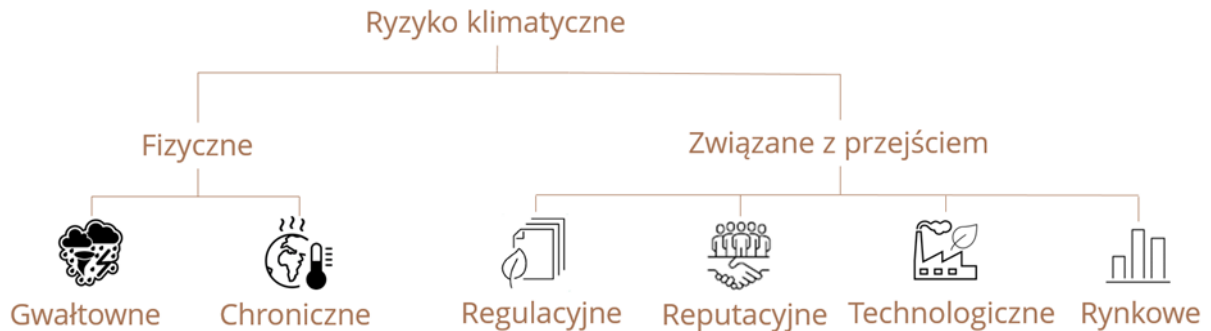 Ryzyko klimatyczne
Fizyczne
Związane z przejściem
Gwałtowne
Chroniczne
Regulacyjne
Reputacyjne
Technologiczne
Rynkowe